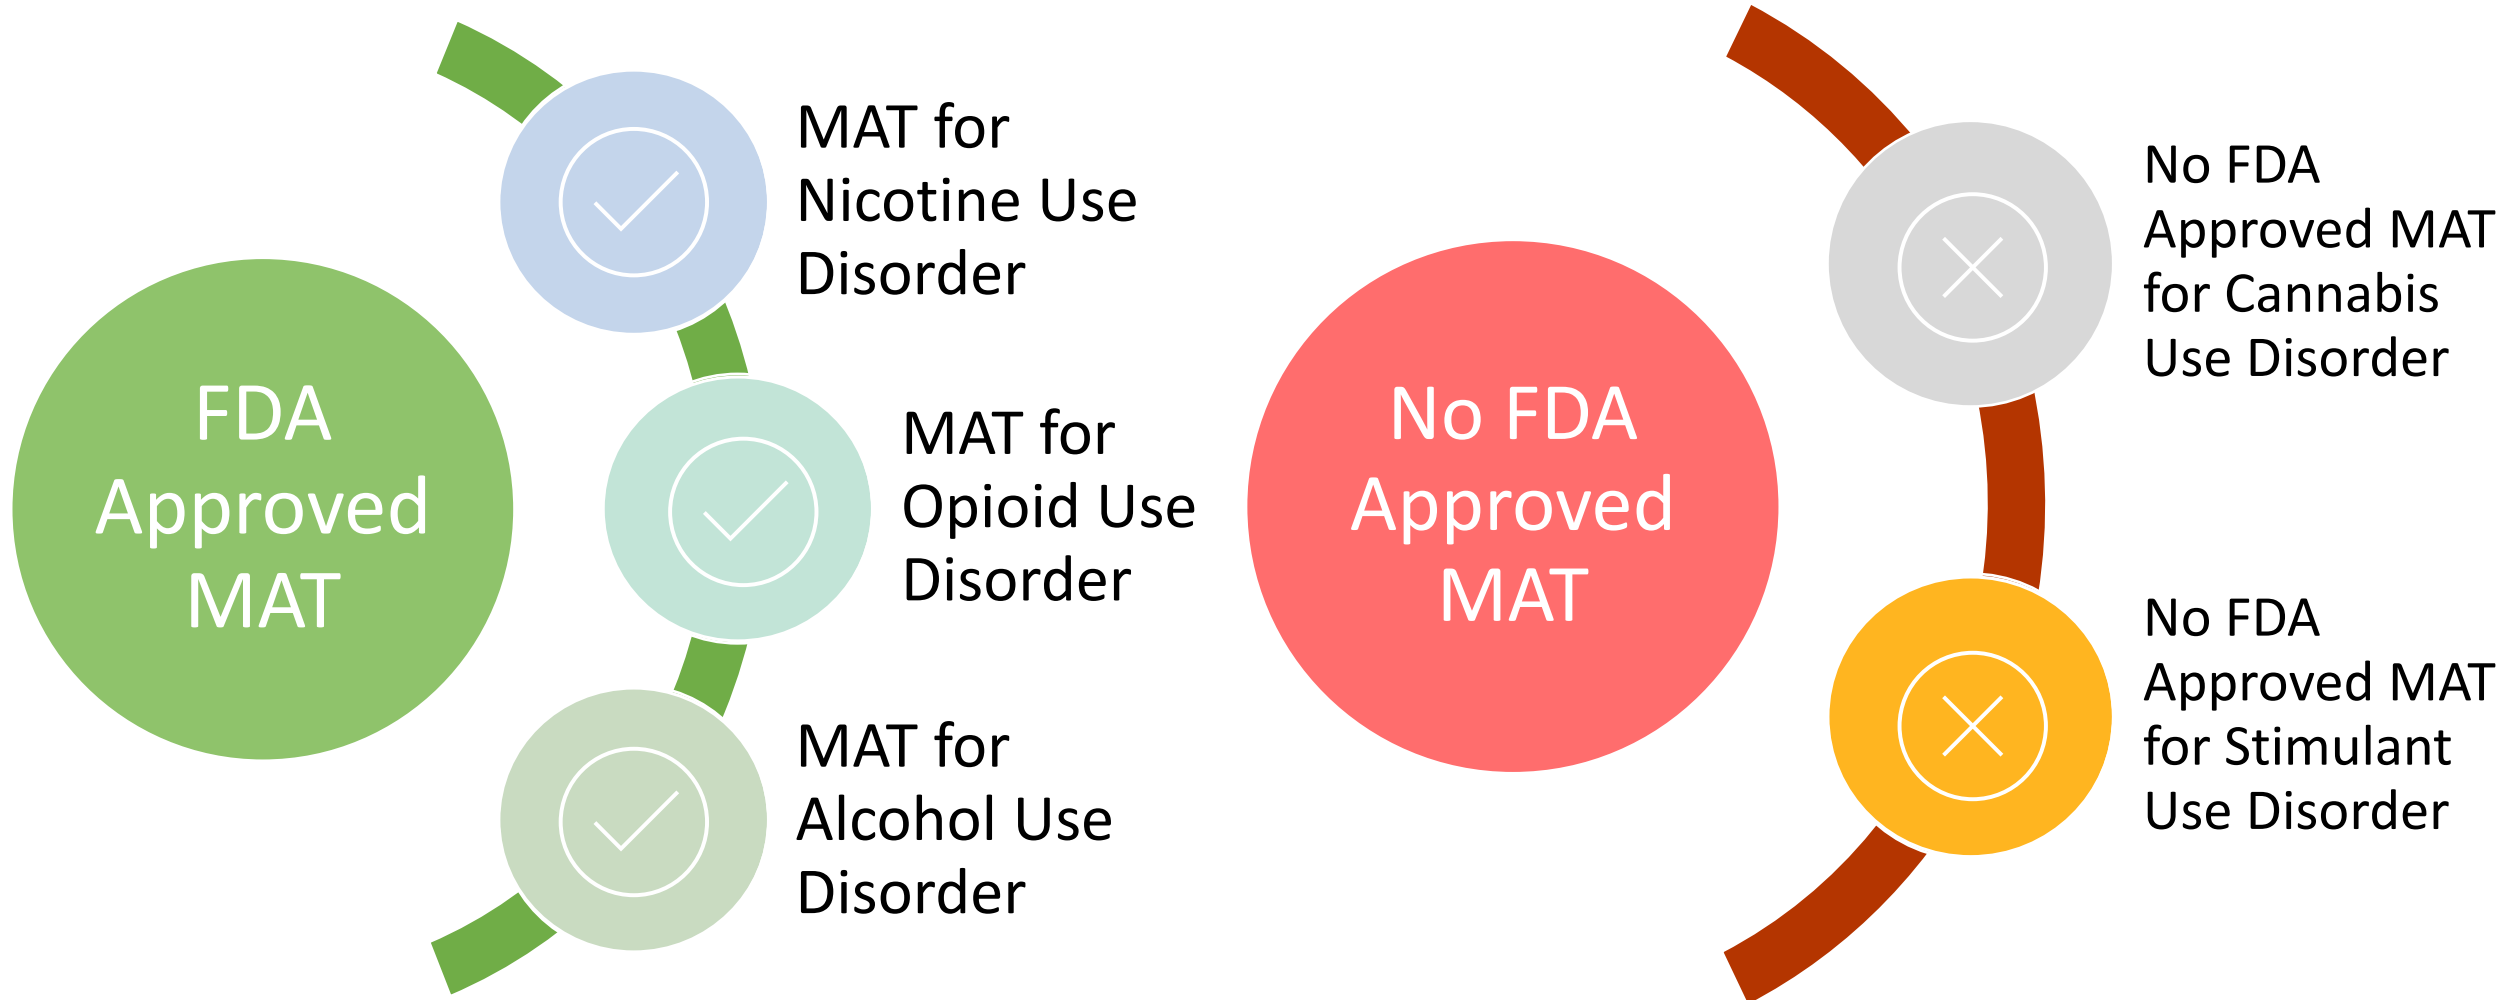 FDA
Approved
MAT
MAT for
Nicotine Use
Disorder
MAT for
Opioid Use
Disorder
MAT for
Alcohol Use
Disorder
No FDA
Approved
MAT
No FDA
Approved MAT
for Cannabis
Use Disorder
No FDA
Approved MAT
for Stimulant
Use Disorder